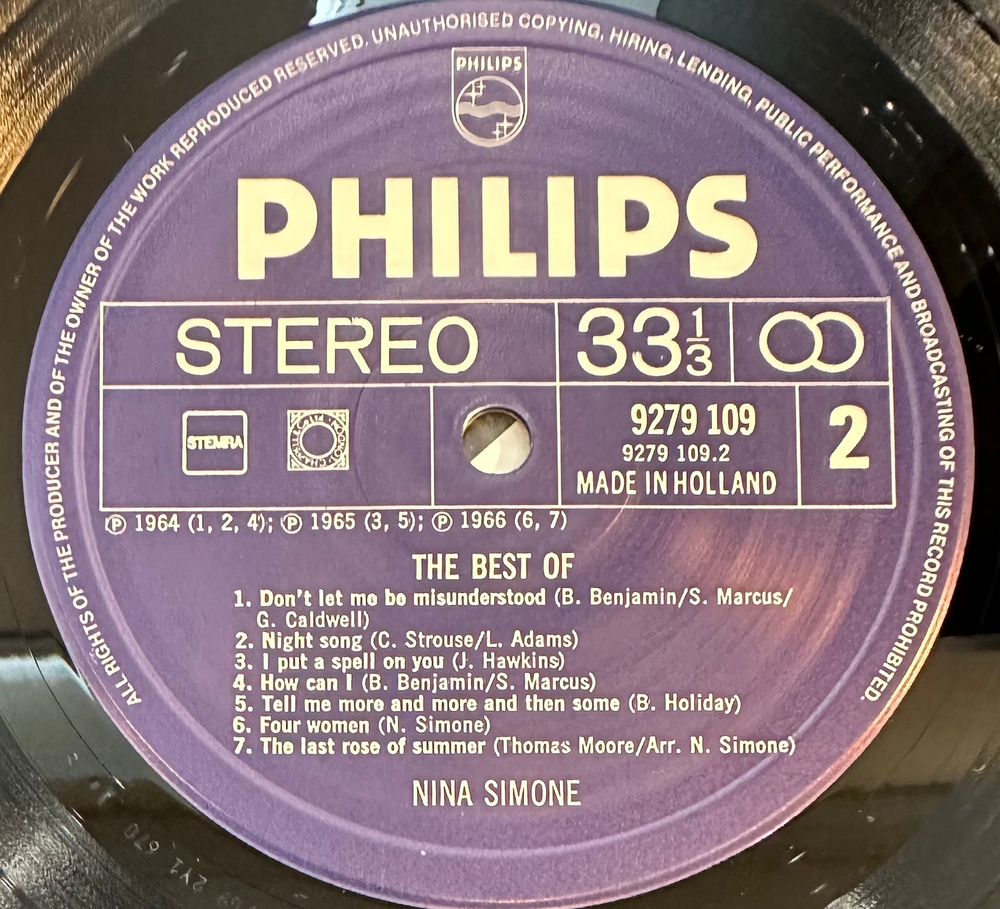 ALL RIGHTS OF THE PRODUCER AND OF THE OWNER OF THE WORK REPRODUCED RESERVED. UNAUTHORISED COPYING, HIRING, LENDING, PUBLIC PERFORMANCE AND BROADCASTING OF THIS RECORD PROHIBITED.
PHILIPS
PHILIPS
STEREO 33 1/3
STEMRA 9279 109 2
9279 109.2
MADE IN HOLLAND
Ⓟ 1964 (1, 2, 4); Ⓟ 1965 (3, 5); Ⓟ 1966 (6, 7)
THE BEST OF
1. Don't let me be misunderstood (B. Benjamin/S. Marcus/
G. Caldwell)
2. Night song (C. Strouse/L. Adams)
3. I put a spell on you (J. Hawkins)
4. How can I (B. Benjamin/S. Marcus)
5. Tell me more and more and then some (B. Holiday)
6. Four women (N. Simone)
7. The last rose of summer (Thomas Moore/Arr. N. Simone)
NINA SIMONE